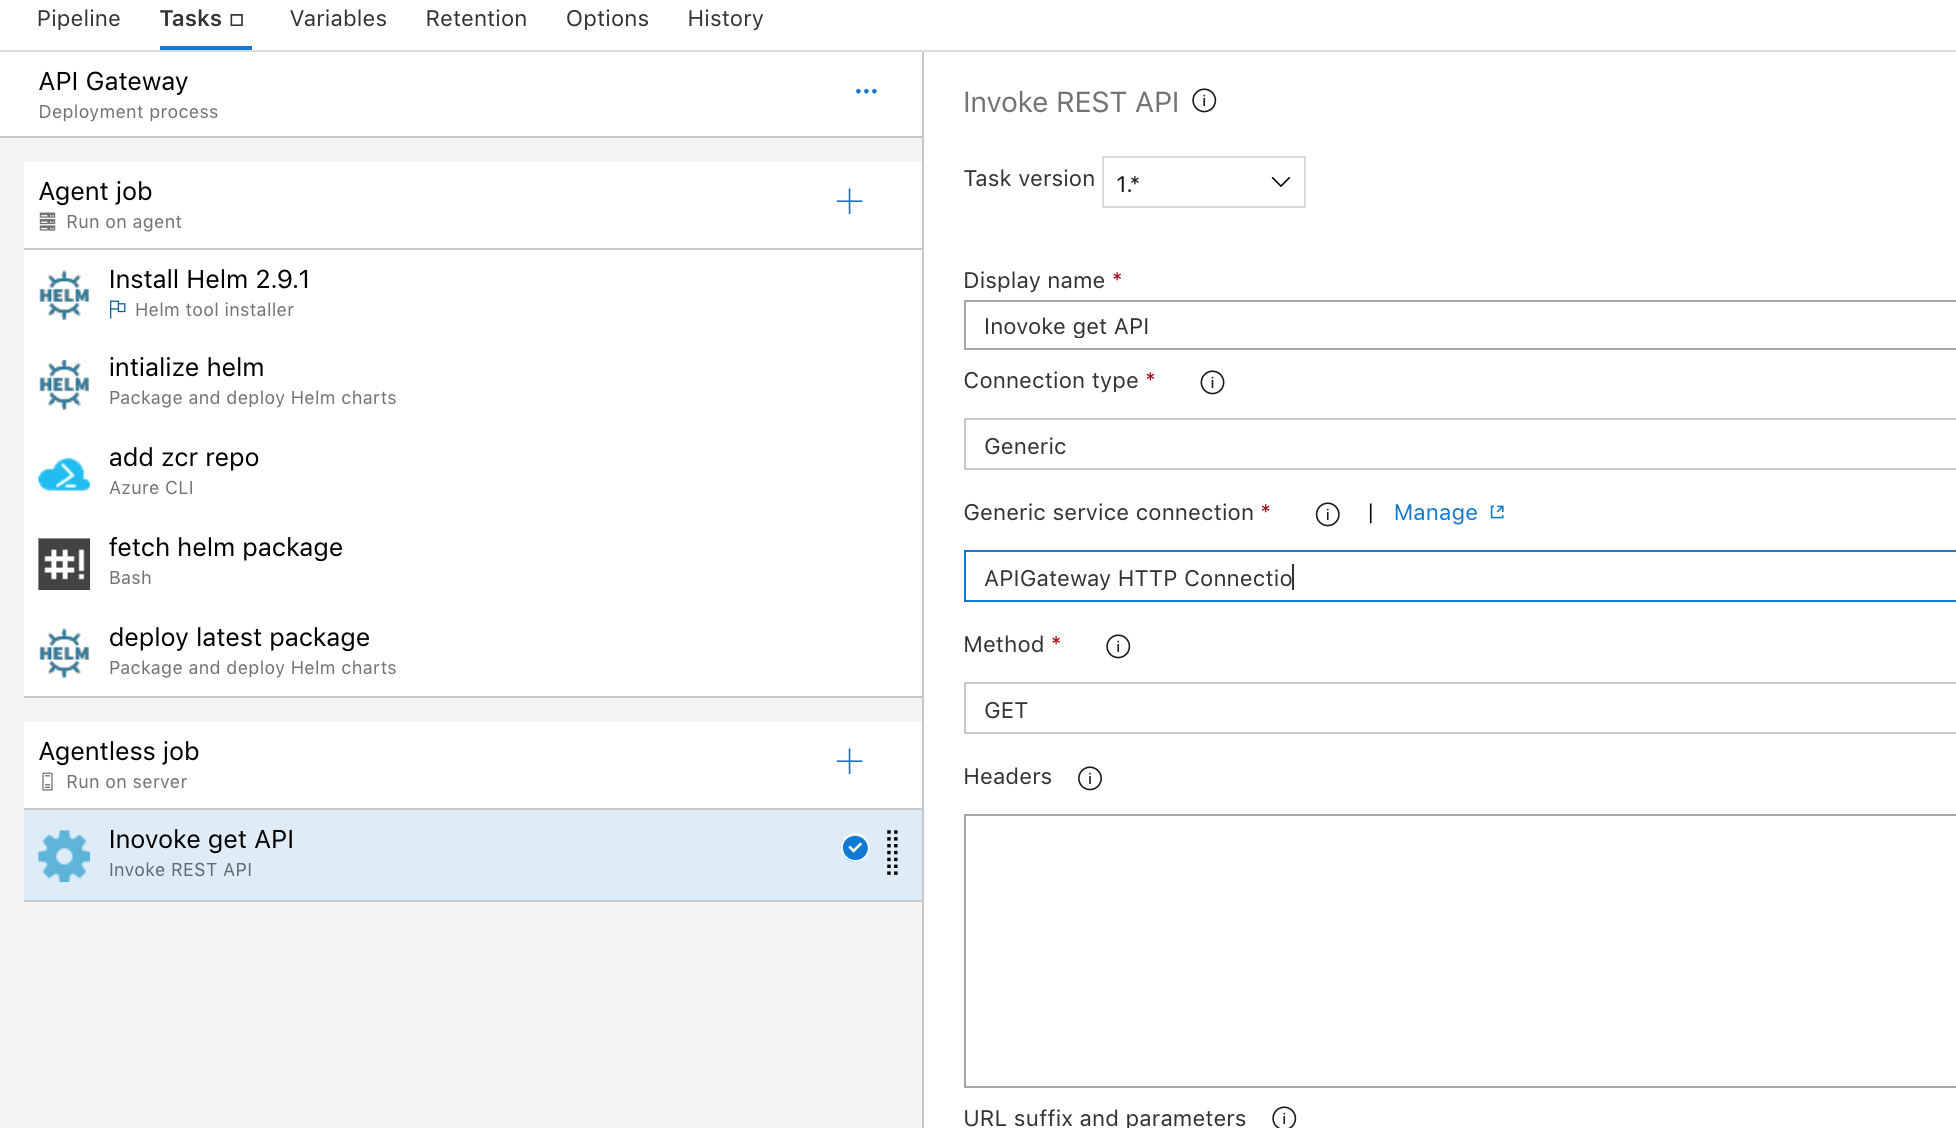 Pipeline Tasks Variables Retention Options History
API Gateway
Deployment process
Agent job
Run on agent
HELM
Install Helm 2.9.1
Helm tool installer
HELM
intialize helm
Package and deploy Helm charts
add zcr repo
Azure CLI
#!
fetch helm package
Bash
HELM
deploy latest package
Package and deploy Helm charts
Agentless job
Run on server
Inovoke get API
Invoke REST API
Invoke REST API
Task version 1.*
Display name *
Inovoke get API
Connection type *
Generic
Generic service connection * | Manage
APIGateway HTTP Connectio
Method *
GET
Headers
URL suffix and parameters